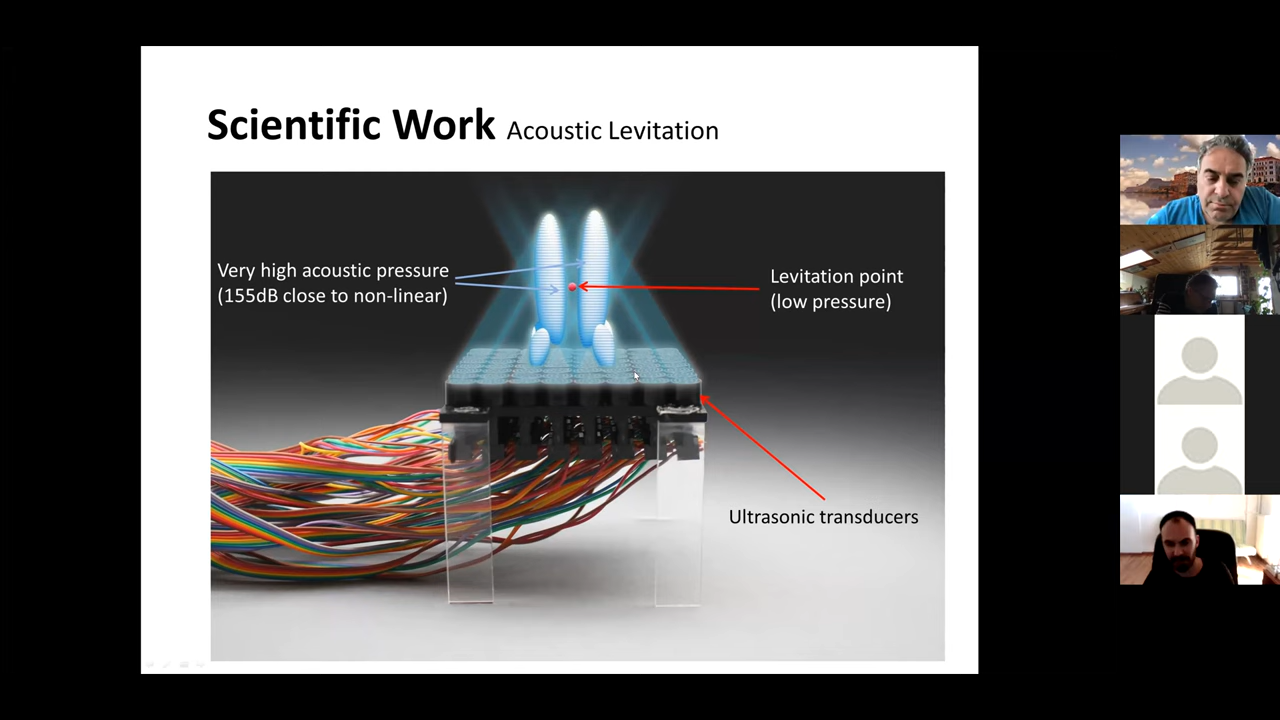 Scientific Work Acoustic Levitation
Very high acoustic pressure
(155dB close to non-linear)
Levitation point
(low pressure)
Ultrasonic transducers